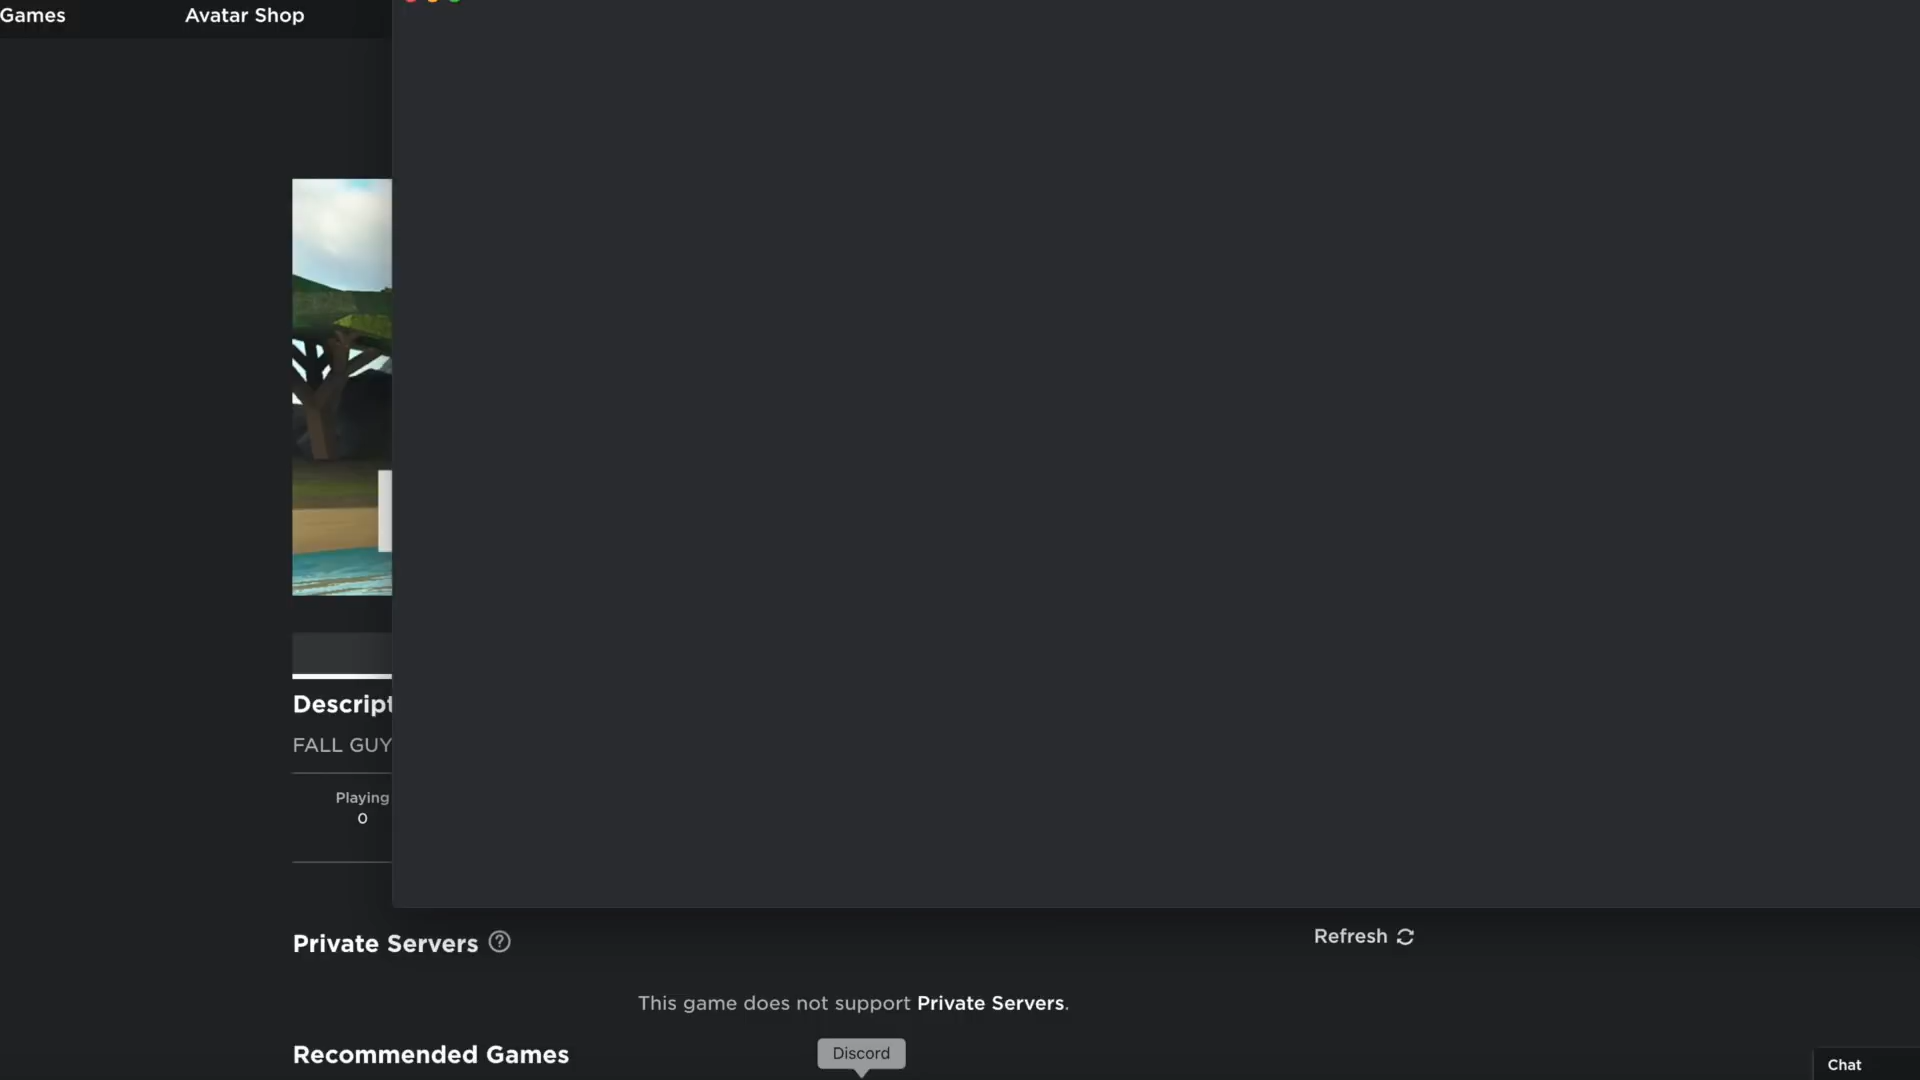 Games
Avatar Shop
Descript
FALL GUY
Playing
0
Private Servers
Refresh
This game does not support Private Servers.
Recommended Games
Discord
Chat